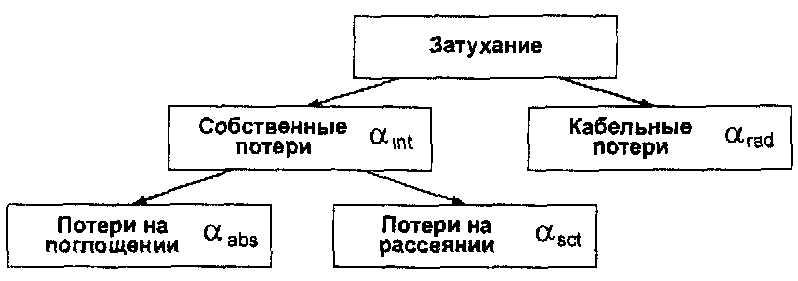 Затухание
Собственные
потери α int
Кабельные
потери α rad
Потери на
поглощении α abs
Потери на
рассеянии α sct